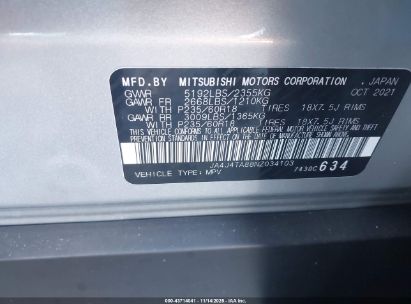 MFD.BY MITSUBISHI MOTORS CORPORATION , JAPAN
GVWR 5192LBS/2355KG OCT 2021
GAWR FR 2668LBS/1210KG
WITH P235/60R18 TIRES 18X7.5J RIMS
GAWR RR 3009LBS/1365KG
WITH P235/60R18 TIRES 18X7.5J RIMS
THIS VEHICLE CONFORMS TO ALL APPLICABLE FEDERAL MOTOR
VEHICLE SAFETY, BUMPER, AND THEFT
PREVENTION STANDARDS IN EFFECT ON THE DATE OF MANUFACTURE SHOWN ABOVE.
VEHICLE TYPE: MPV 7430C 634